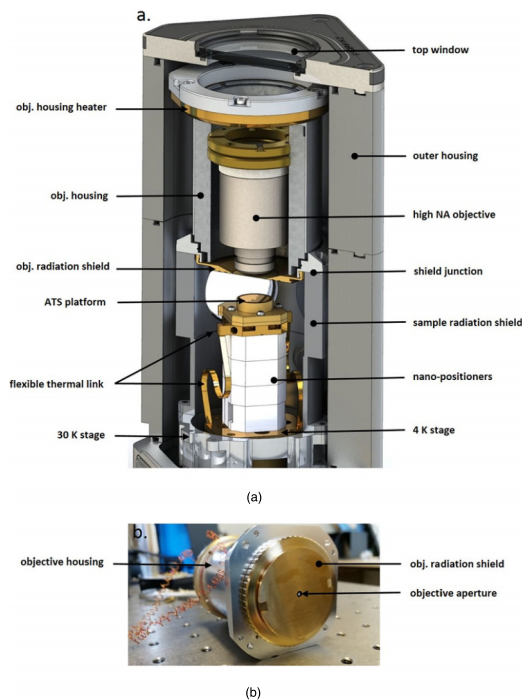 a.
top window
obj. housing heater
outer housing
obj. housing
high NA objective
obj. radiation shield
shield junction
ATS platform
sample radiation shield
flexible thermal link
nano-positioners
30 K stage
4 K stage
(a)
b.
objective housing
obj. radiation shield
objective aperture
(b)